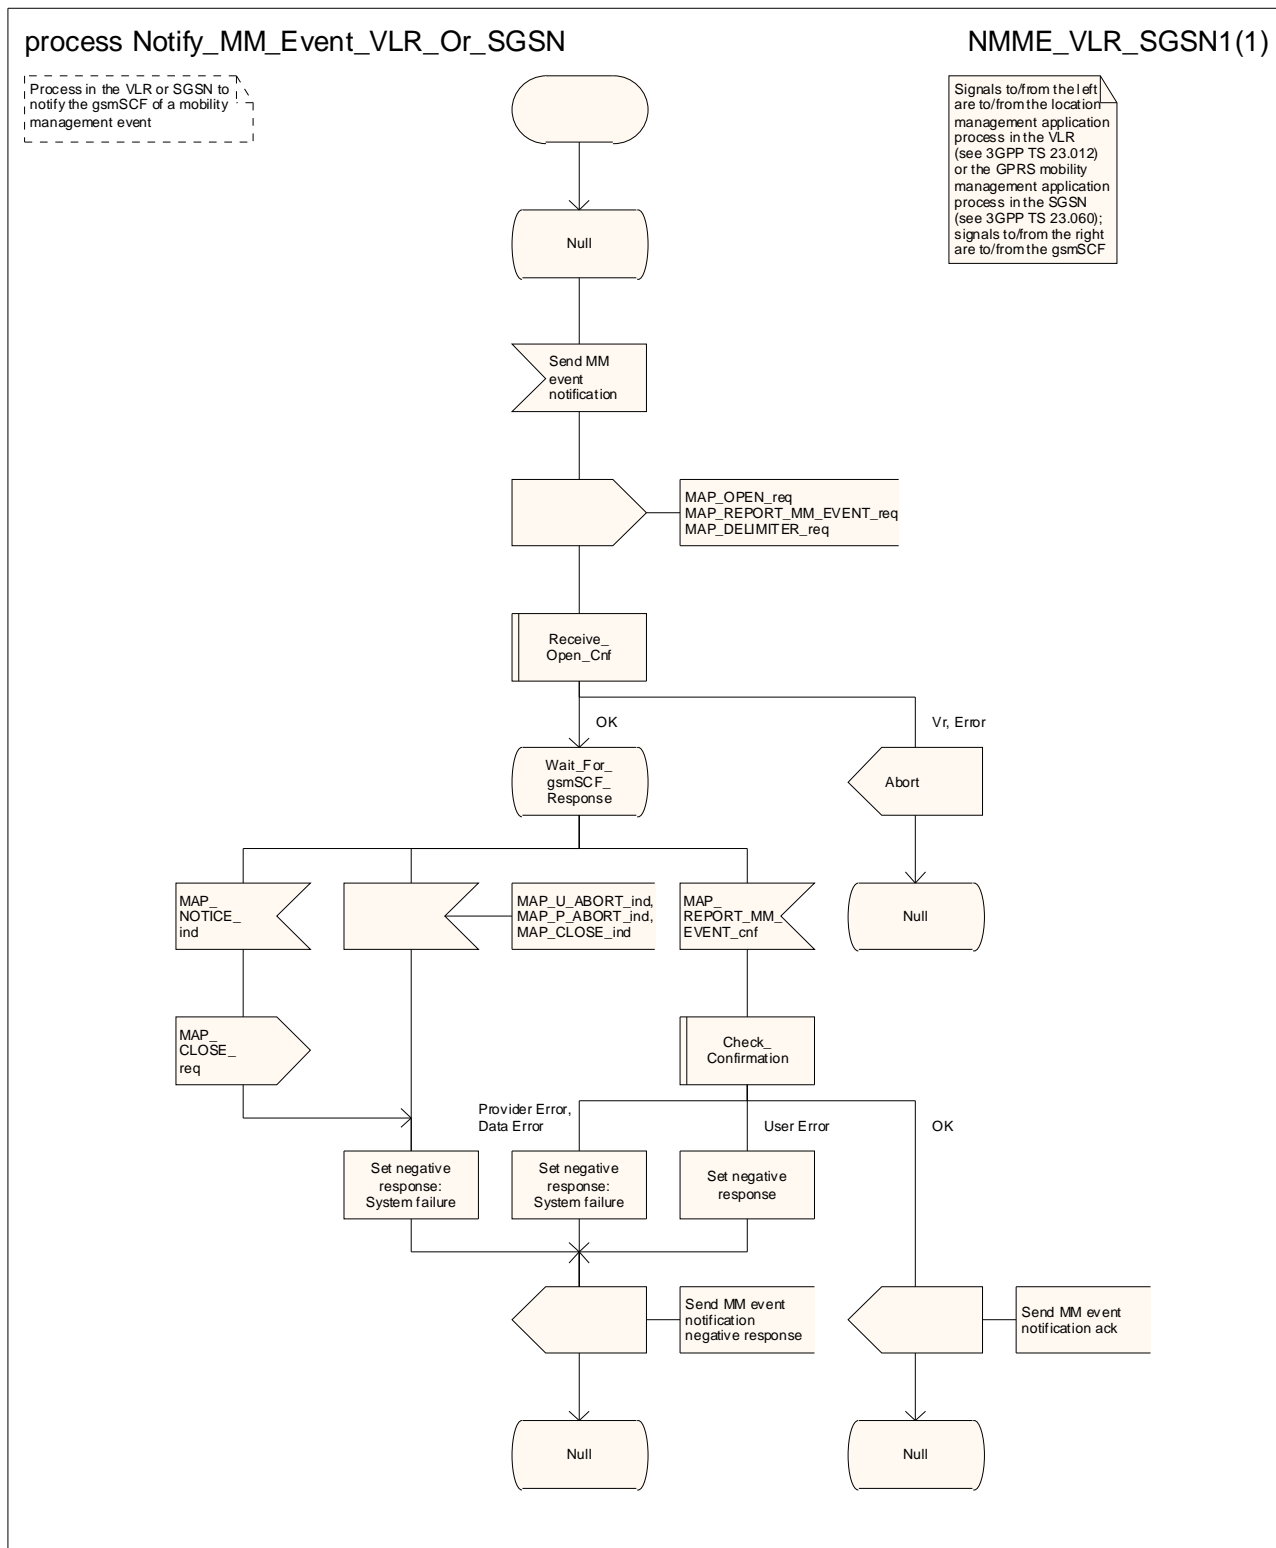 process Notify_MM_Event_VLR_Or_SGSN
NMME_VLR_SGSN1(1)
Process in the VLR or SGSN to
notify the gsmSCF of a mobility
management event
Signals to/from the left
are to/from the location
management application
process in the VLR
(see 3GPP TS 23.012)
or the GPRS mobility
management application
process in the SGSN
(see 3GPP TS 23.060);
signals to/from the right
are to/from the gsmSCF
Null
Send MM
event
notification
MAP_OPEN_req
MAP_REPORT_MM_EVENT_req
MAP_DELIMITER_req
Receive_
Open_Cnf
OK
Vr, Error
Wait_For_
gsmSCF_
Response
Abort
MAP_
NOTICE_
ind
MAP_U_ABORT_ind,
MAP_P_ABORT_ind,
MAP_CLOSE_ind
MAP_
REPORT_MM_
EVENT_cnf
Null
MAP_
CLOSE_
req
Check_
Confirmation
Provider Error,
Data Error
User Error
OK
Set negative
response:
System failure
Set negative
response:
System failure
Set negative
response
Send MM event
notification
negative response
Send MM event
notification ack
Null
Null